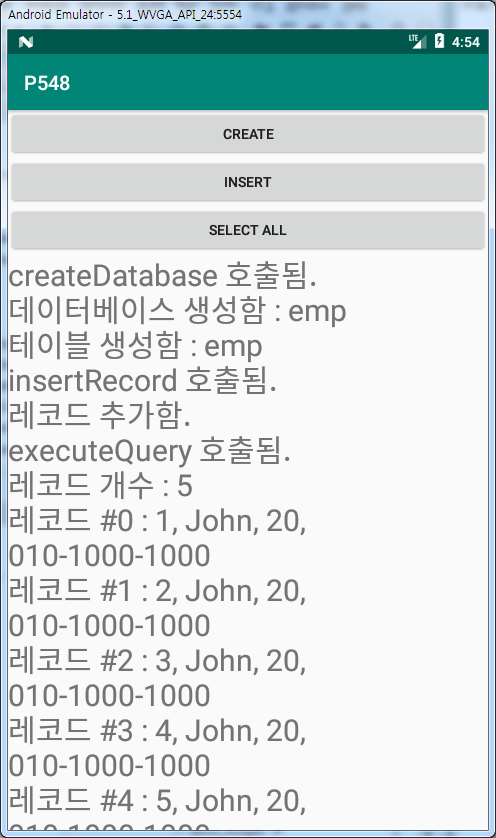 Android Emulator - 5.1_WVGA_API_24:5554
LTE 4:54
P548
CREATE
INSERT
SELECT ALL
createDatabase 호출됨.
데이터베이스 생성함 : emp
테이블 생성함 : emp
insertRecord 호출됨.
레코드 추가함.
executeQuery 호출됨.
레코드 개수 : 5
레코드 #0 : 1, John, 20,
010-1000-1000
레코드 #1 : 2, John, 20,
010-1000-1000
레코드 #2 : 3, John, 20,
010-1000-1000
레코드 #3 : 4, John, 20,
010-1000-1000
레코드 #4 : 5, John, 20,
010-1000-1000